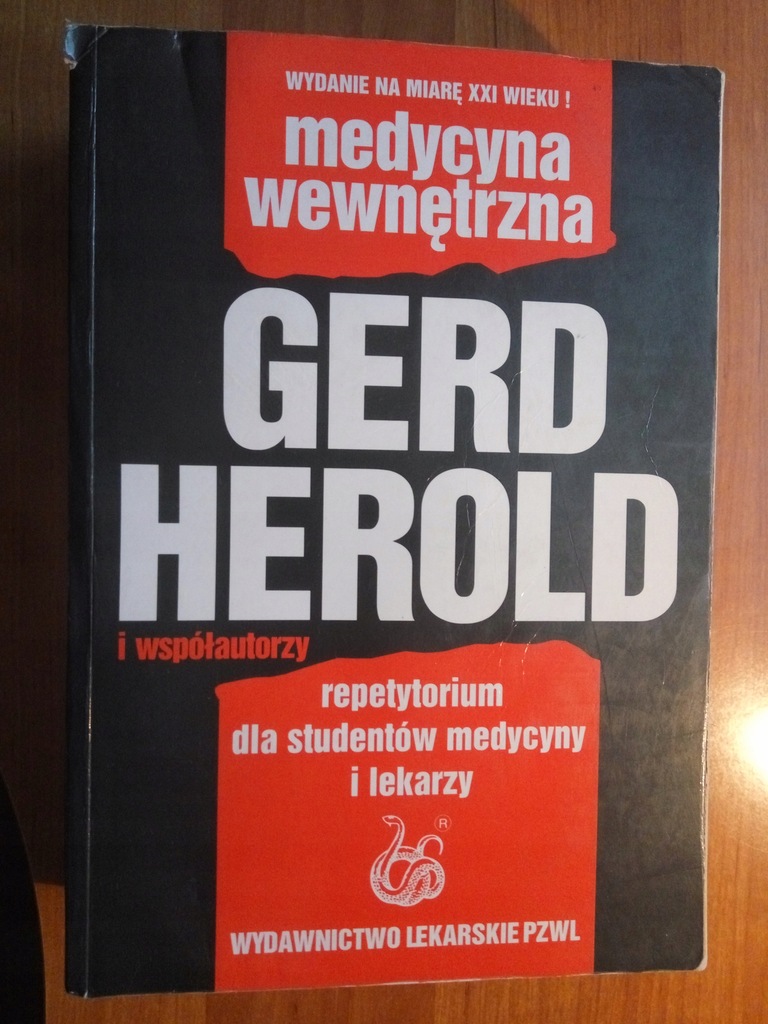 WYDANIE NA MIARĘ XXI WIEKU !
medycyna
wewnętrzna
GERD
HEROLD
i współautorzy
repetytorium
dla studentów medycyny
i lekarzy
®
WYDAWNICTWO LEKARSKIE PZWL